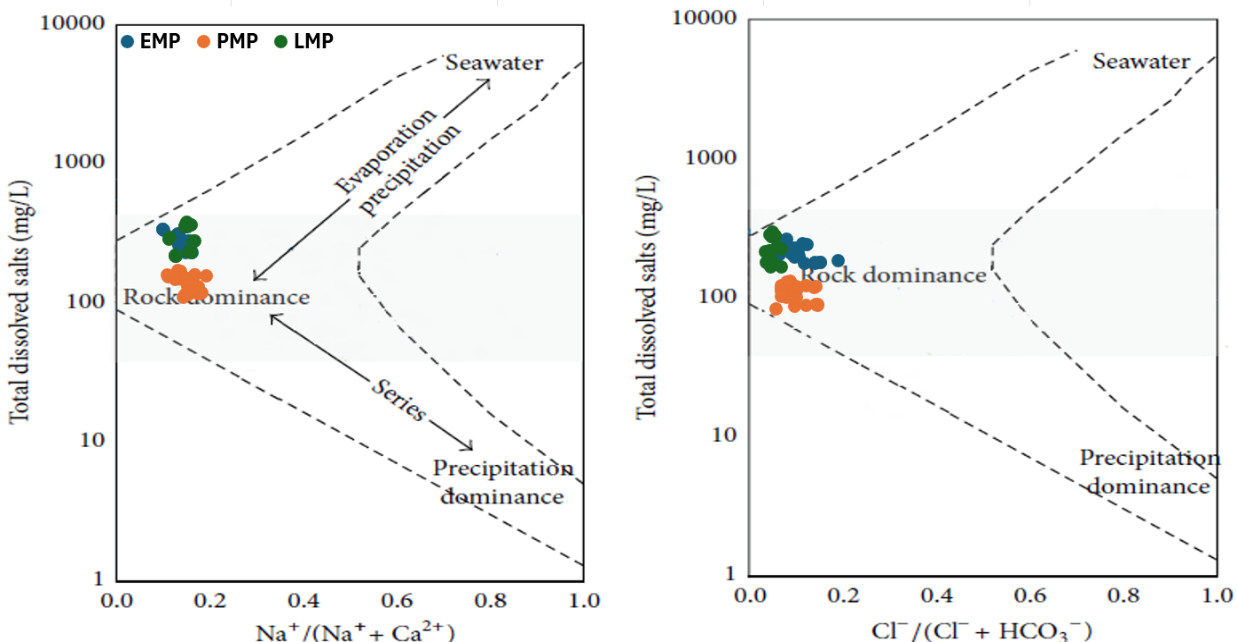 10000
EMP PMP LMP
Seawater
1000
Evaporation
precipitation
100
Rock dominance
Series
10
Precipitation
dominance
1
0.0 0.2 0.4 0.6 0.8 1.0
Total dissolved salts (mg/L)
Na⁺/(Na⁺+ Ca²⁺)
10000
Seawater
1000
Rock dominance
100
10
Precipitation
dominance
1
0.0 0.2 0.4 0.6 0.8 1.0
Total dissolved salts (mg/L)
Cl⁻/(Cl⁻ + HCO₃⁻)